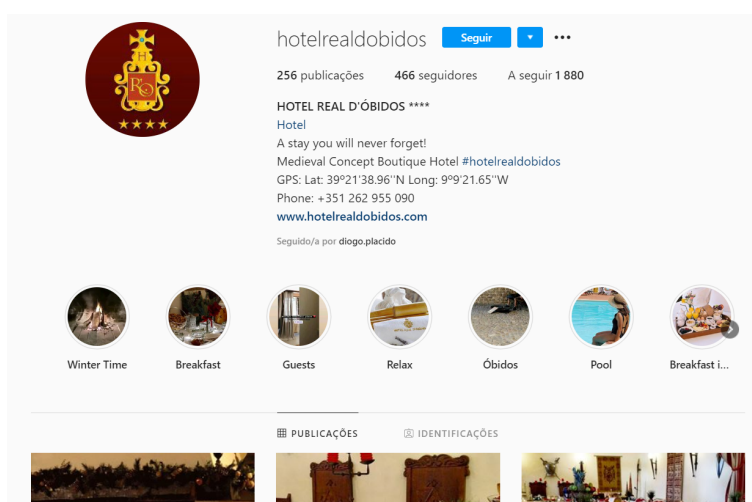 hotelrealdobidos Seguir
256 publicações 466 seguidores A seguir 1 880
HOTEL REAL D'ÓBIDOS ****
Hotel
A stay you will never forget!
Medieval Concept Boutique Hotel #hotelrealdobidos
GPS: Lat: 39º21'38.96''N Long: 9º9'21.65''W
Phone: +351 262 955 090
www.hotelrealdobidos.com
Seguido/a por diogo.placido
Winter Time Breakfast Guests Relax Óbidos Pool Breakfast i...
PUBLICAÇÕES IDENTIFICAÇÕES